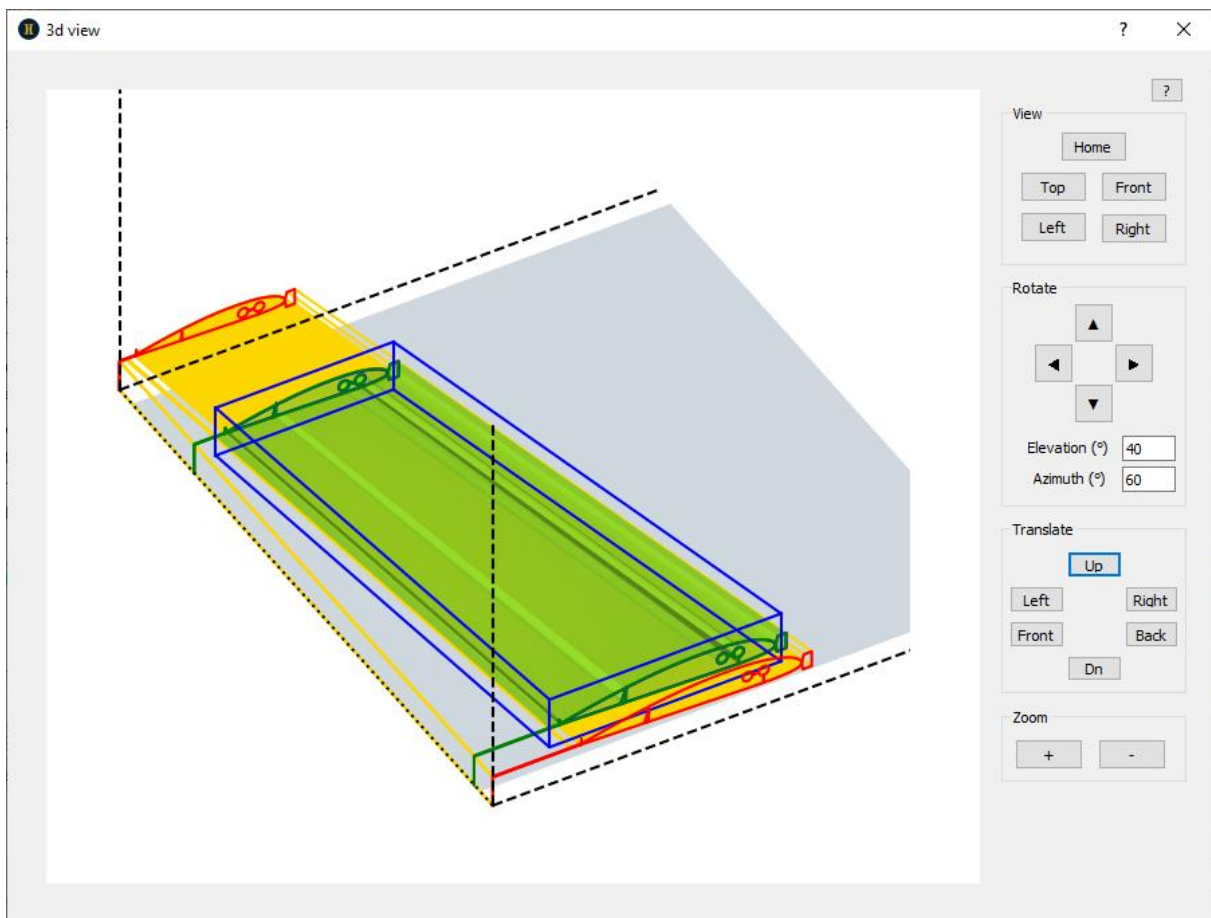 3d view
?
?
View
Home
Top Front
Left Right
Rotate
▲
◄ ►
▼
Elevation (°) 40
Azimuth (°) 60
Translate
Up
Left Right
Front Back
Dn
Zoom
+ -